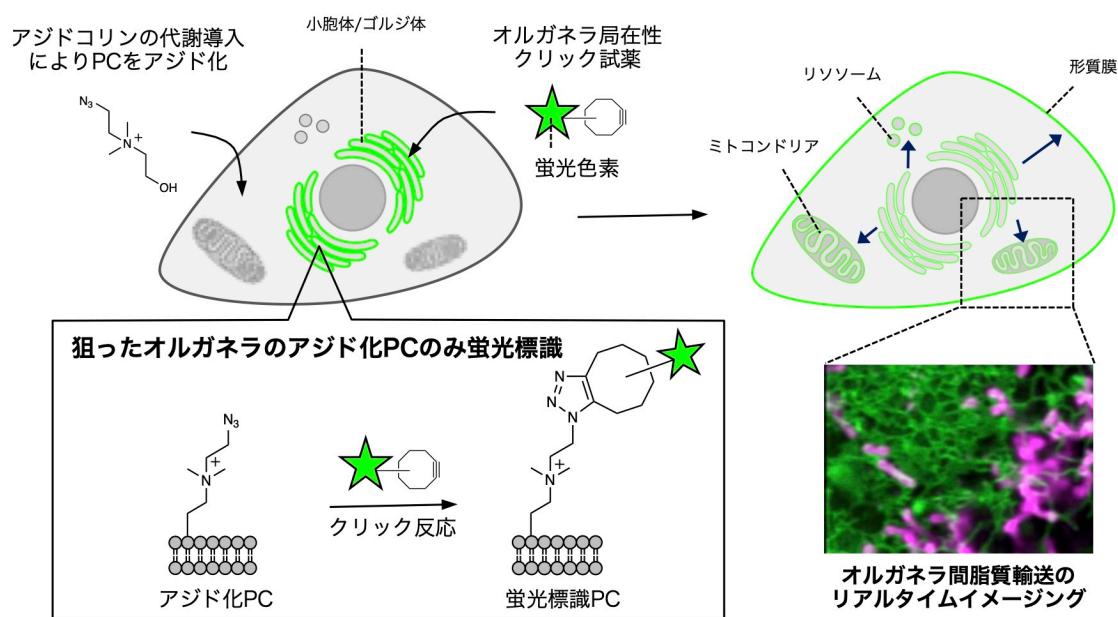 アジドコリンの代謝導入
によりPCをアジド化
小胞体/ゴルジ体
オルガネラ局在性
クリック試薬
蛍光色素
N3
N
+
OH
リソソーム
形質膜
ミトコンドリア
狙ったオルガネラのアジド化PCのみ蛍光標識
N3
N
+
アジド化PC
クリック反応
N
N
N
N
+
蛍光標識PC
オルガネラ間脂質輸送の
リアルタイムイメージング